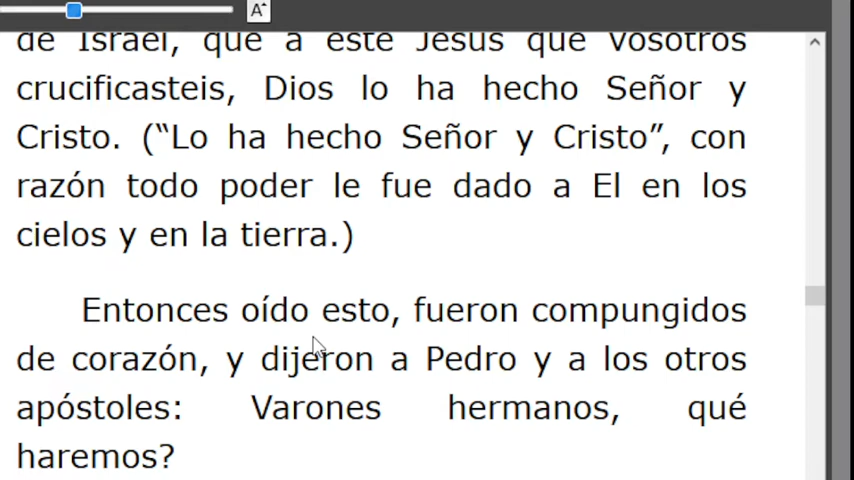 A
de Israel, que a este Jesús que vosotros
crucificasteis, Dios lo ha hecho Señor y
Cristo. (“Lo ha hecho Señor y Cristo”, con
razón todo poder le fue dado a El en los
cielos y en la tierra.)
Entonces oído esto, fueron compungidos
de corazón, y dijeron a Pedro y a los otros
apóstoles: Varones hermanos, qué
haremos?